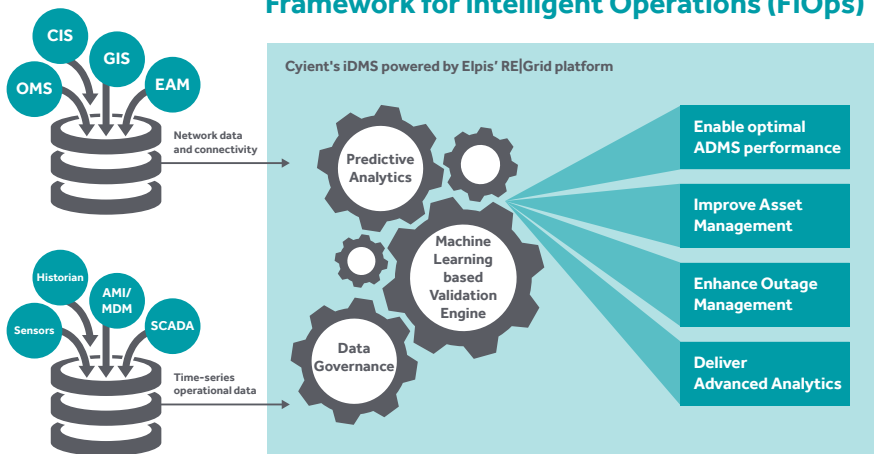 Framework for Intelligent Operations (FIOps)
CIS
GIS
OMS
EAM
Network data
and connectivity
Historian
AMI/
MDM
Sensors
SCADA
Time-series
operational data
Cyient's iDMS powered by Elpis’ RE|Grid platform
Predictive
Analytics
Machine
Learning
based
Validation
Engine
Data
Governance
Enable optimal
ADMS performance
Improve Asset
Management
Enhance Outage
Management
Deliver
Advanced Analytics